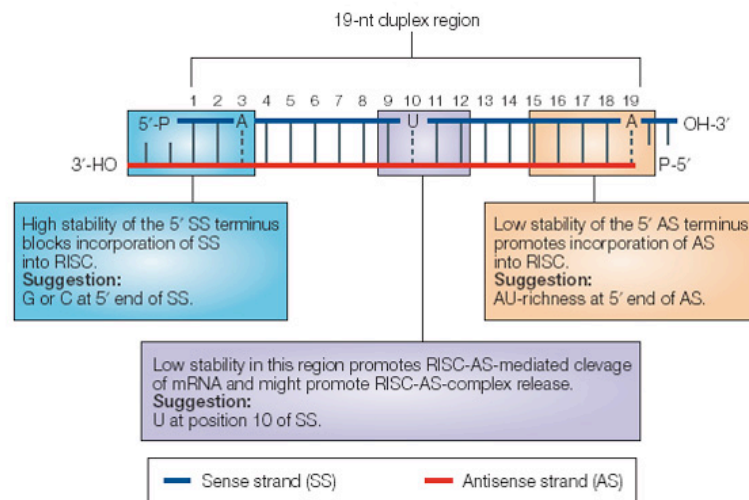 19-nt duplex region
1 2 3 4 5 6 7 8 9 10 11 12 13 14 15 16 17 18 19
5′-P A U A OH-3′
3′-HO P-5′
High stability of the 5′ SS terminus
blocks incorporation of SS
into RISC.
Suggestion:
G or C at 5′ end of SS.
Low stability of the 5′ AS terminus
promotes incorporation of AS
into RISC.
Suggestion:
AU-richness at 5′ end of AS.
Low stability in this region promotes RISC-AS-mediated clevage
of mRNA and might promote RISC-AS-complex release.
Suggestion:
U at position 10 of SS.
Sense strand (SS) Antisense strand (AS)